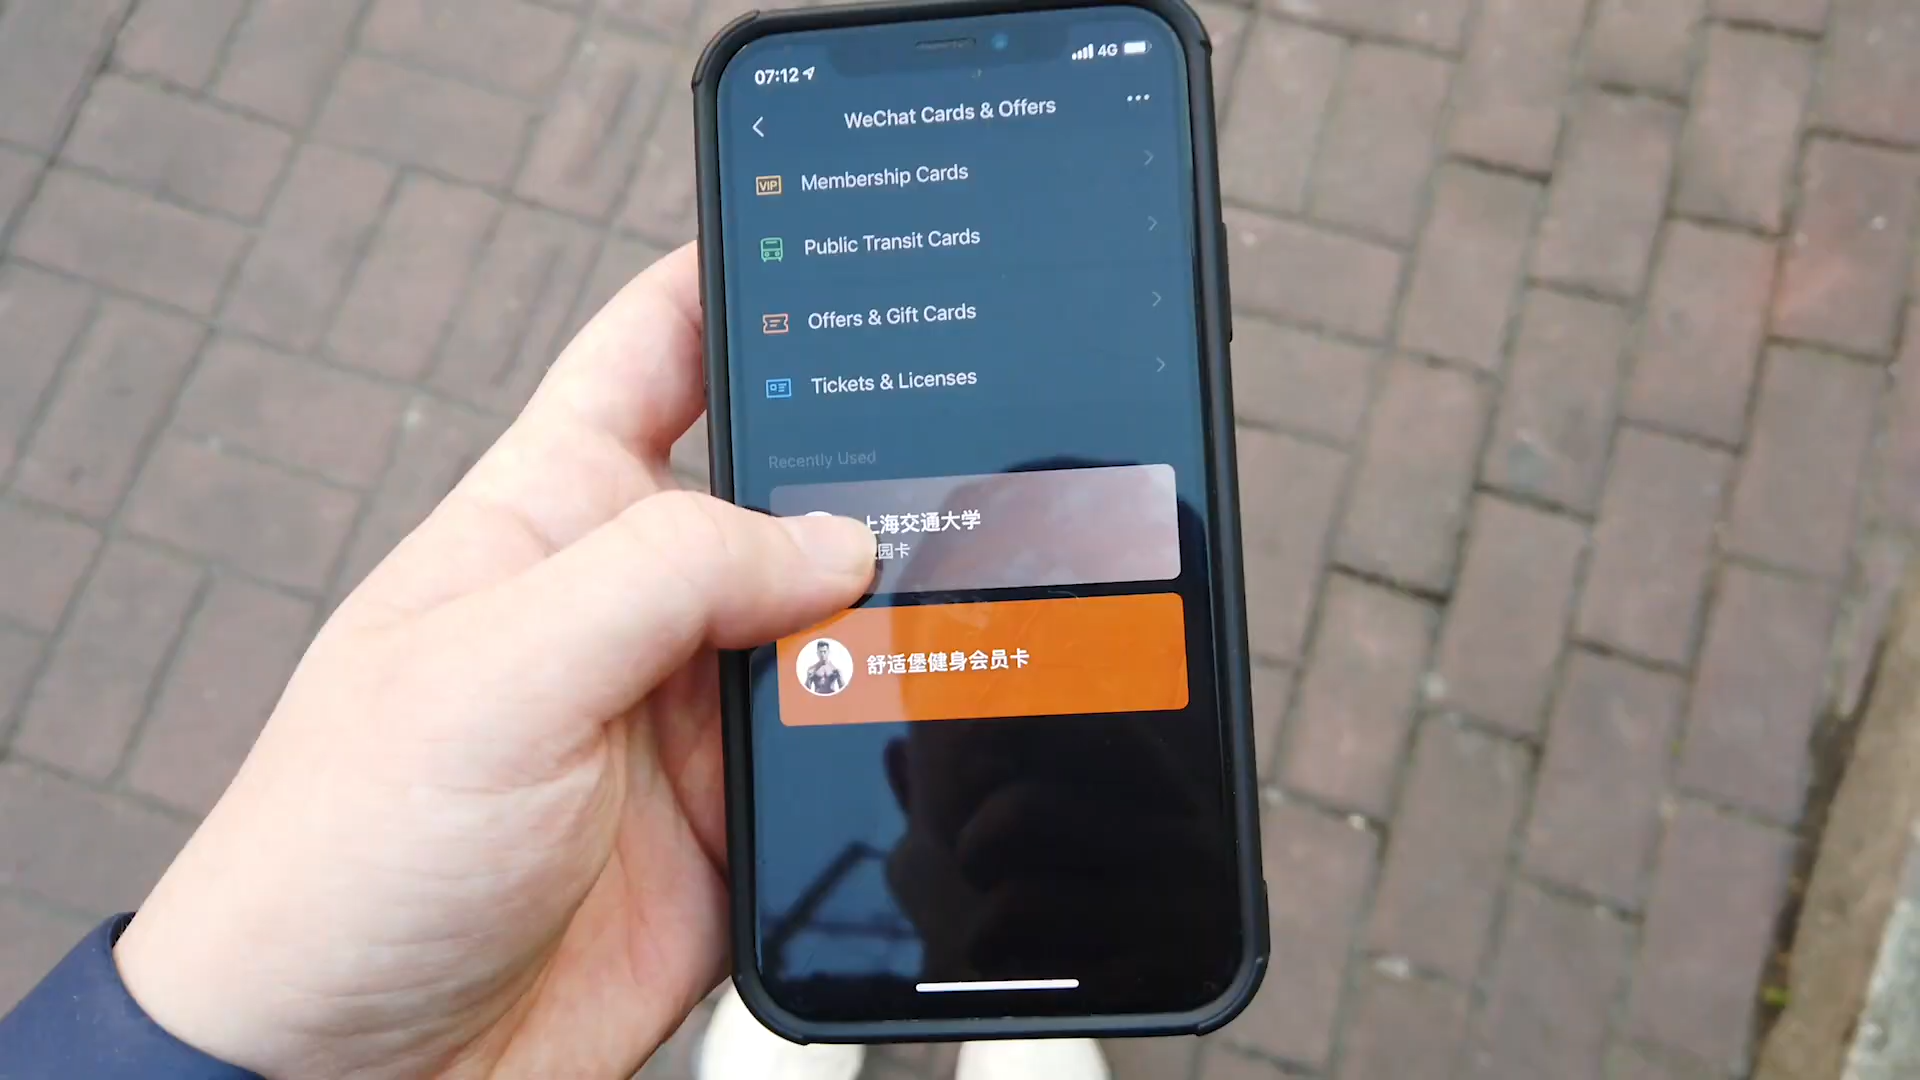 07:12
4G
WeChat Cards & Offers
VIP
Membership Cards
Public Transit Cards
Offers & Gift Cards
Tickets & Licenses
Recently Used
上海交通大学
园卡
舒适堡健身会员卡